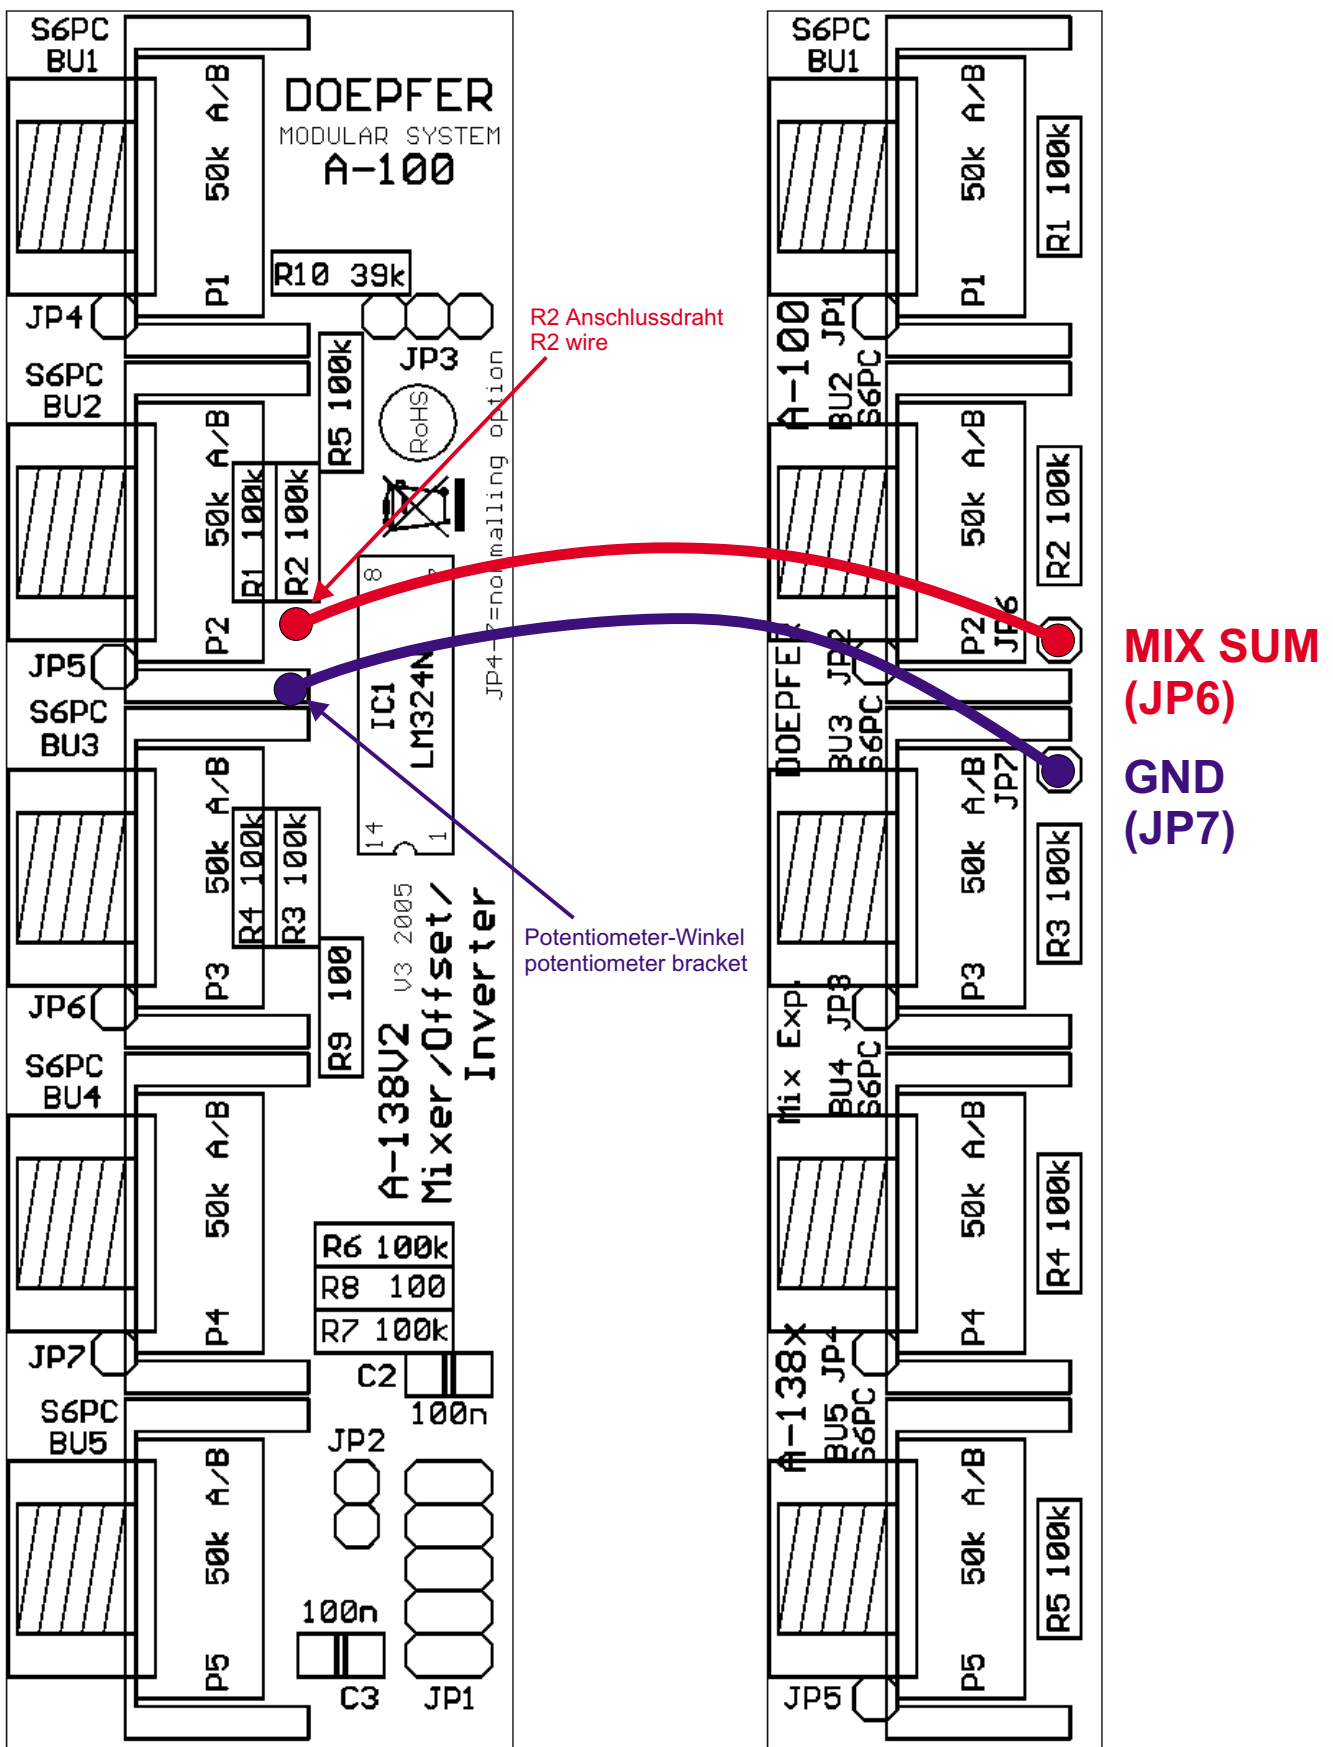 S6PC
BU1
50k A/B
P1
JP4
DOEPFER
MODULAR SYSTEM
A-100
R10 39k
JP3
R5 100k
RoHS
JP4-7=normalling option
S6PC
BU2
50k A/B
P2
JP5
R1 100k
R2 100k
8
7
IC1
LM324N
14
1
S6PC
BU3
50k A/B
P3
JP6
R4 100k
R3 100k
R9 100
V3 2005
A-138V2
Mixer/Offset/
Inverter
S6PC
BU4
50k A/B
P4
JP7
R6 100k
R8 100
R7 100k
C2
100n
S6PC
BU5
50k A/B
P5
JP2
100n
C3
JP1
R2 Anschlussdraht
R2 wire
Potentiometer-Winkel
potentiometer bracket
S6PC
BU1
50k A/B
P1
R1 100k
JP1
A-100
BU2
S6PC
50k A/B
P2
R2 100k
JP6
JP2
DOEPFER
BU3
S6PC
50k A/B
P3
JP7
R3 100k
JP3
Mix Exp.
BU4
S6PC
50k A/B
P4
R4 100k
JP4
A-138x
BU5
S6PC
50k A/B
P5
R5 100k
JP5
MIX SUM
(JP6)
GND
(JP7)